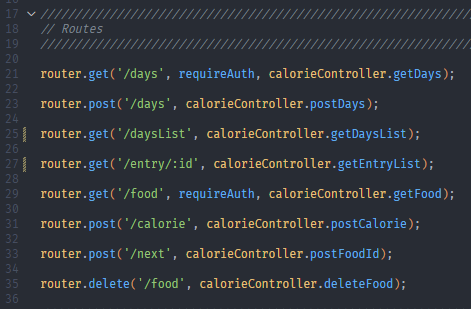 17 ////////////////////////////////////////////////////////////////
18 // Routes
19 ////////////////////////////////////////////////////////////////
20
21 router.get('/days', requireAuth, calorieController.getDays);
22
23 router.post('/days', calorieController.postDays);
24
25 router.get('/daysList', calorieController.getDaysList);
26
27 router.get('/entry/:id', calorieController.getEntryList);
28
29 router.get('/food', requireAuth, calorieController.getFood);
30
31 router.post('/calorie', calorieController.postCalorie);
32
33 router.post('/next', calorieController.postFoodId);
34
35 router.delete('/food', calorieController.deleteFood);
36